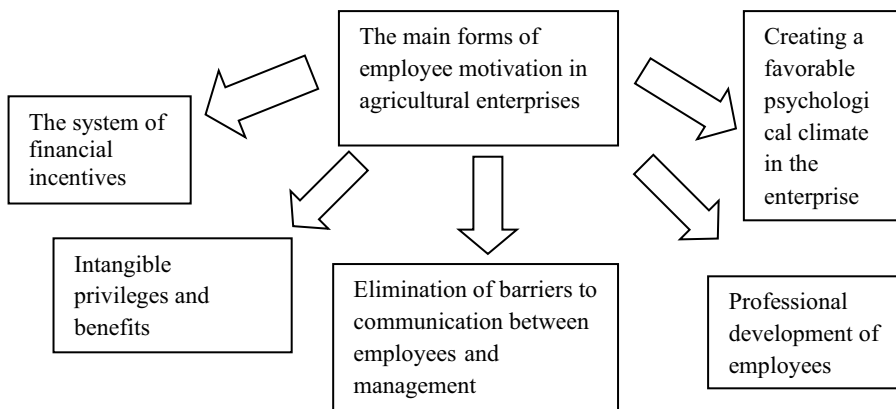 The main forms of
employee motivation in
agricultural enterprises
Creating a
favorable
psychologi
cal climate
in the
enterprise
The system of
financial
incentives
Intangible
privileges and
benefits
Elimination of barriers to
communication between
employees and
management
Professional
development of
employees